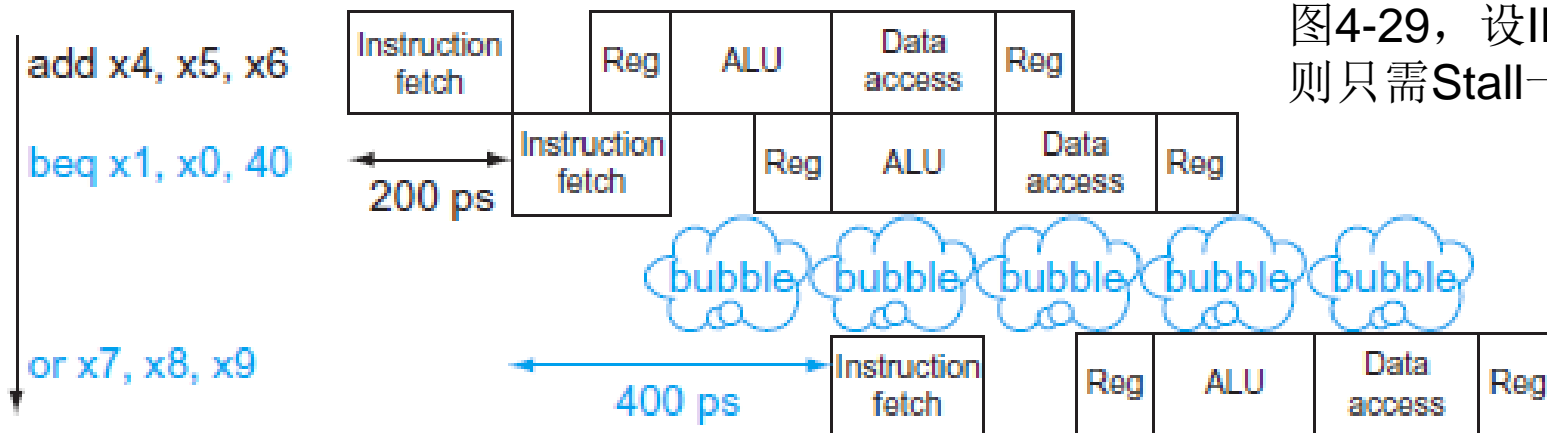 图4-29，设
则只需Stall一
add x4, x5, x6
Instruction fetch Reg ALU Data access Reg
beq x1, x0, 40
200 ps
Instruction fetch Reg ALU Data access Reg
bubble bubble bubble bubble bubble
or x7, x8, x9
400 ps
Instruction fetch Reg ALU Data access Reg